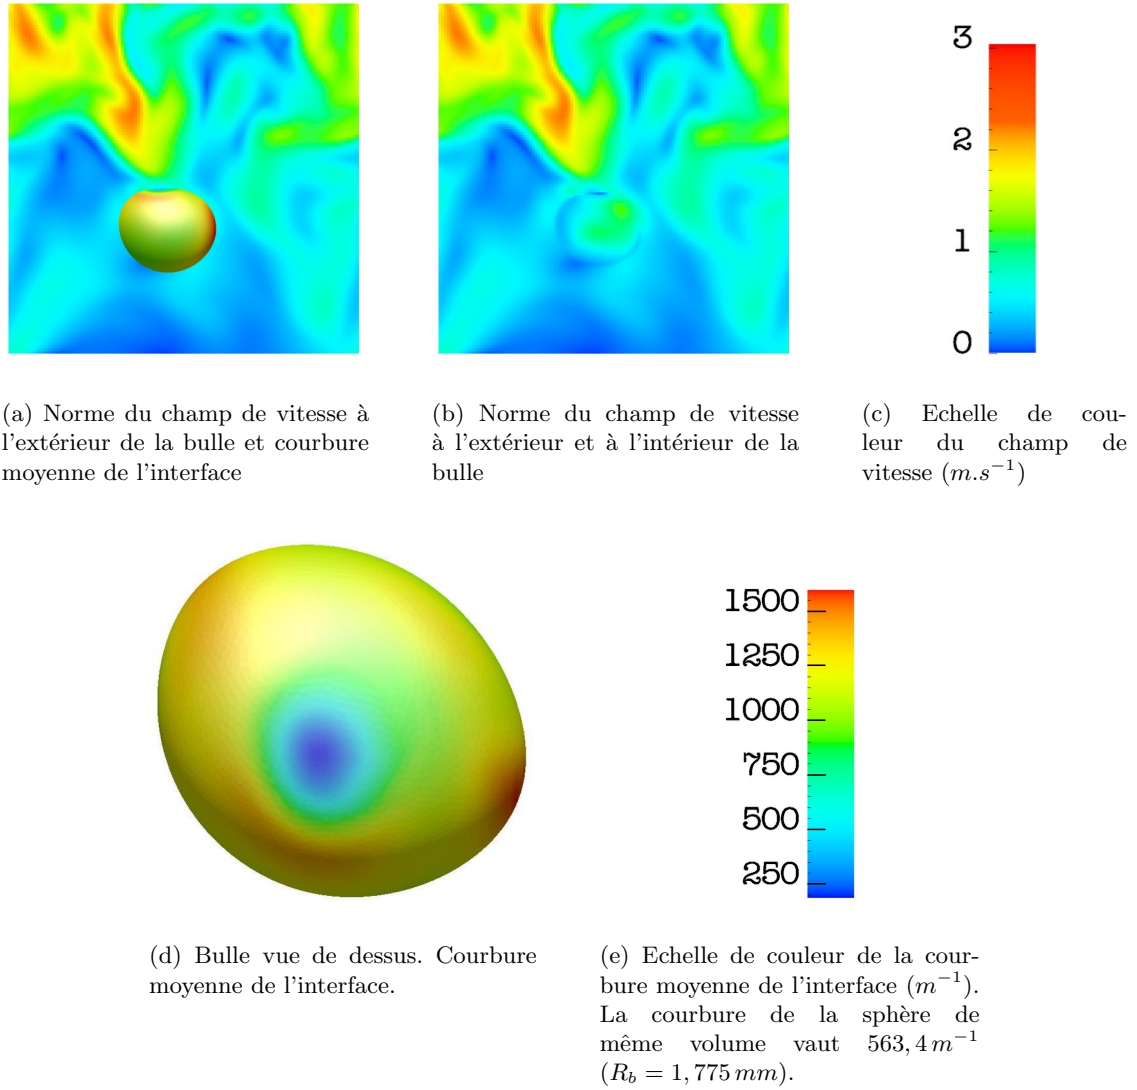 3
2
1
0
(a) Norme du champ de vitesse à
l'extérieur de la bulle et courbure
moyenne de l'interface
(b) Norme du champ de vitesse
à l'extérieur et à l'intérieur de la
bulle
(c) Echelle de cou-
leur du champ de
vitesse (m.s⁻¹)
1500
1250
1000
750
500
250
(d) Bulle vue de dessus. Courbure
moyenne de l'interface.
(e) Echelle de couleur de la cour-
bure moyenne de l'interface (m⁻¹).
La courbure de la sphère de
même volume vaut 563, 4 m⁻¹
(R_b = 1, 775 mm).